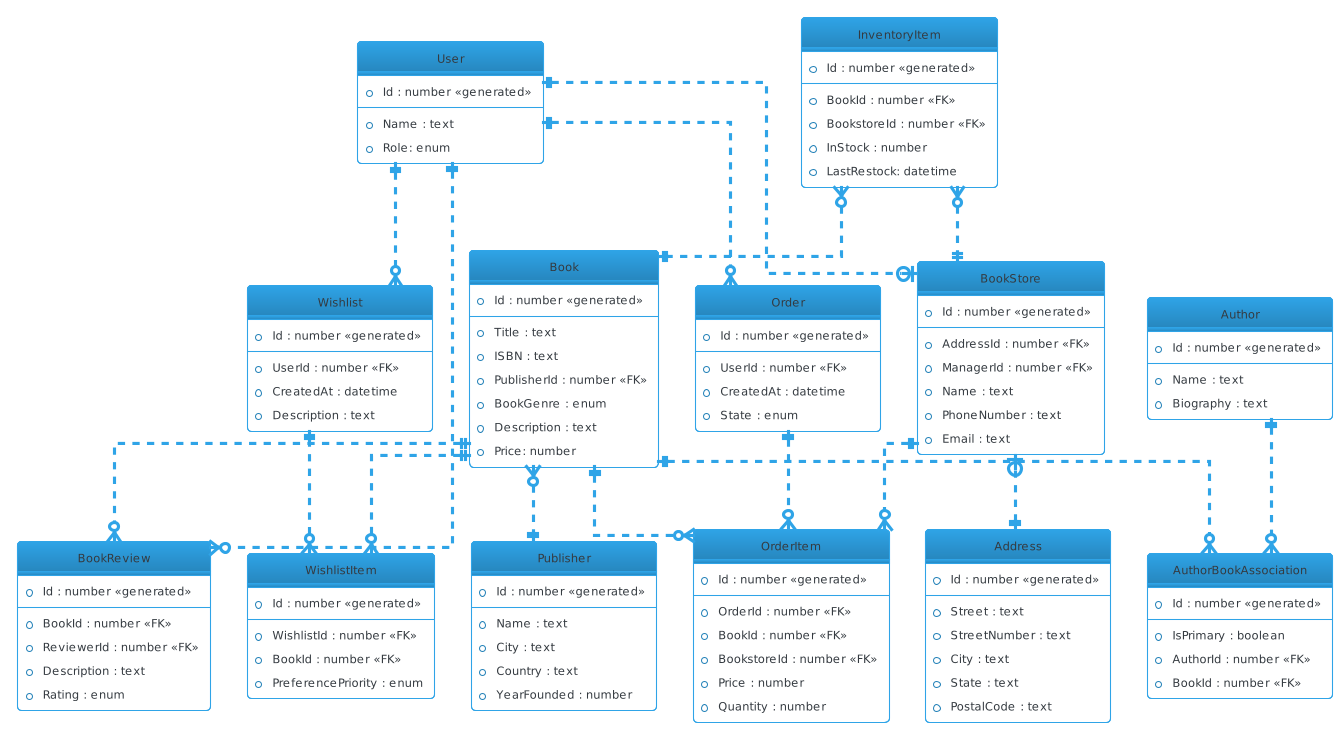 User
Id : number «generated»
Name : text
Role: enum
InventoryItem
Id : number «generated»
BookId : number «FK»
BookstoreId : number «FK»
InStock : number
LastRestock: datetime
Wishlist
Id : number «generated»
UserId : number «FK»
CreatedAt : datetime
Description : text
Book
Id : number «generated»
Title : text
ISBN : text
PublisherId : number «FK»
BookGenre : enum
Description : text
Price: number
Order
Id : number «generated»
UserId : number «FK»
CreatedAt : datetime
State : enum
BookStore
Id : number «generated»
AddressId : number «FK»
ManagerId : number «FK»
Name : text
PhoneNumber : text
Email : text
Author
Id : number «generated»
Name : text
Biography : text
BookReview
Id : number «generated»
BookId : number «FK»
ReviewerId : number «FK»
Description : text
Rating : enum
WishlistItem
Id : number «generated»
WishlistId : number «FK»
BookId : number «FK»
PreferencePriority : enum
Publisher
Id : number «generated»
Name : text
City : text
Country : text
YearFounded : number
OrderItem
Id : number «generated»
OrderId : number «FK»
BookId : number «FK»
BookstoreId : number «FK»
Price : number
Quantity : number
Address
Id : number «generated»
Street : text
StreetNumber : text
City : text
State : text
PostalCode : text
AuthorBookAssociation
Id : number «generated»
IsPrimary : boolean
AuthorId : number «FK»
BookId : number «FK»